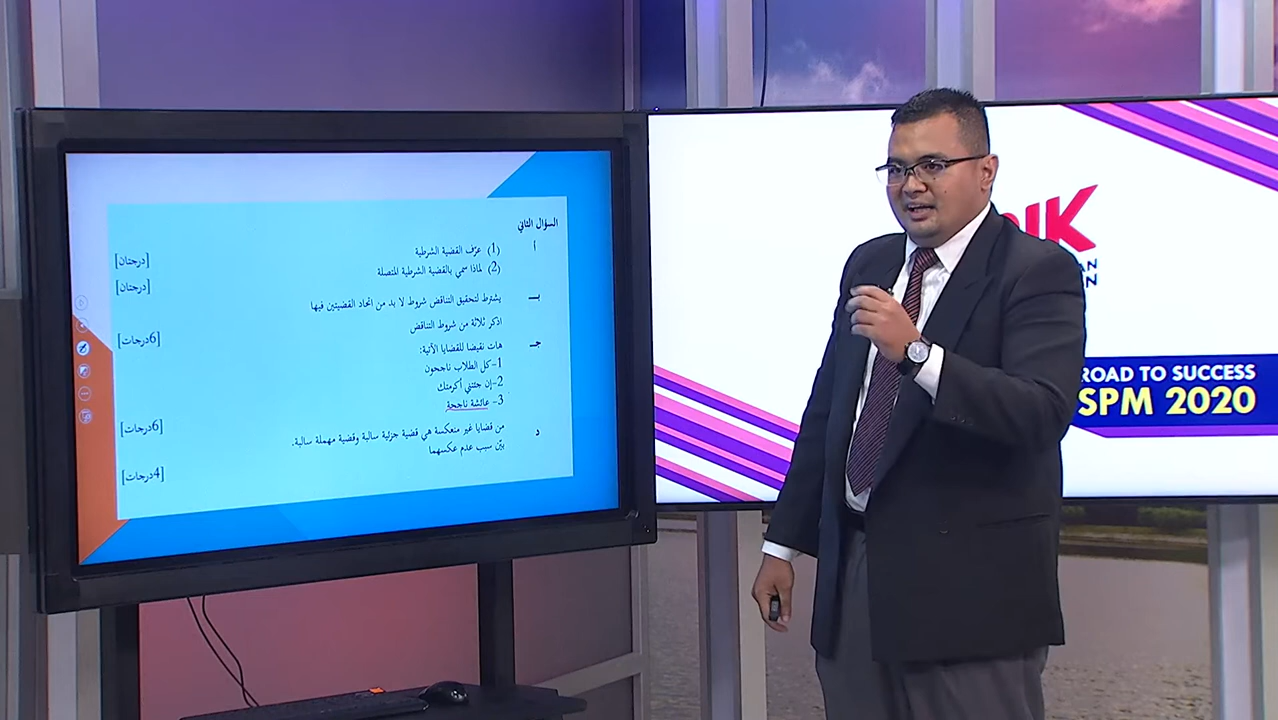 السؤال الثاني
أ (1) عرّف القضية الشرطية [درجتان]
(2) لماذا سمي بالقضية الشرطية المتصلة [درجتان]
بـ يشترط لتحقيق التناقض شروط لا بد من اتحاد القضيتين فيها
اذكر ثلاثة من شروط التناقض [6درجات]
جـ هات نقيضا للقضايا الآتية:
1-كل الطلاب ناجحون
2-إن جئتني أكرمتك
3- عائشة ناجحة [6درجات]
د من قضايا غير منعكسة هي قضية جزئية سالبة وقضية مهملة سالبة.
بيّن سبب عدم عكسهما [4درجات]
ROAD TO SUCCESS
SPM 2020